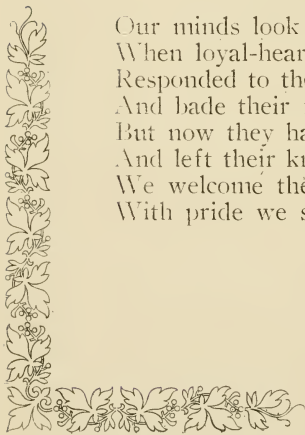 Our minds look
When loyal-hear
Responded to the
And bade their
But now they ha
And left their kn
We welcome the
With pride we s